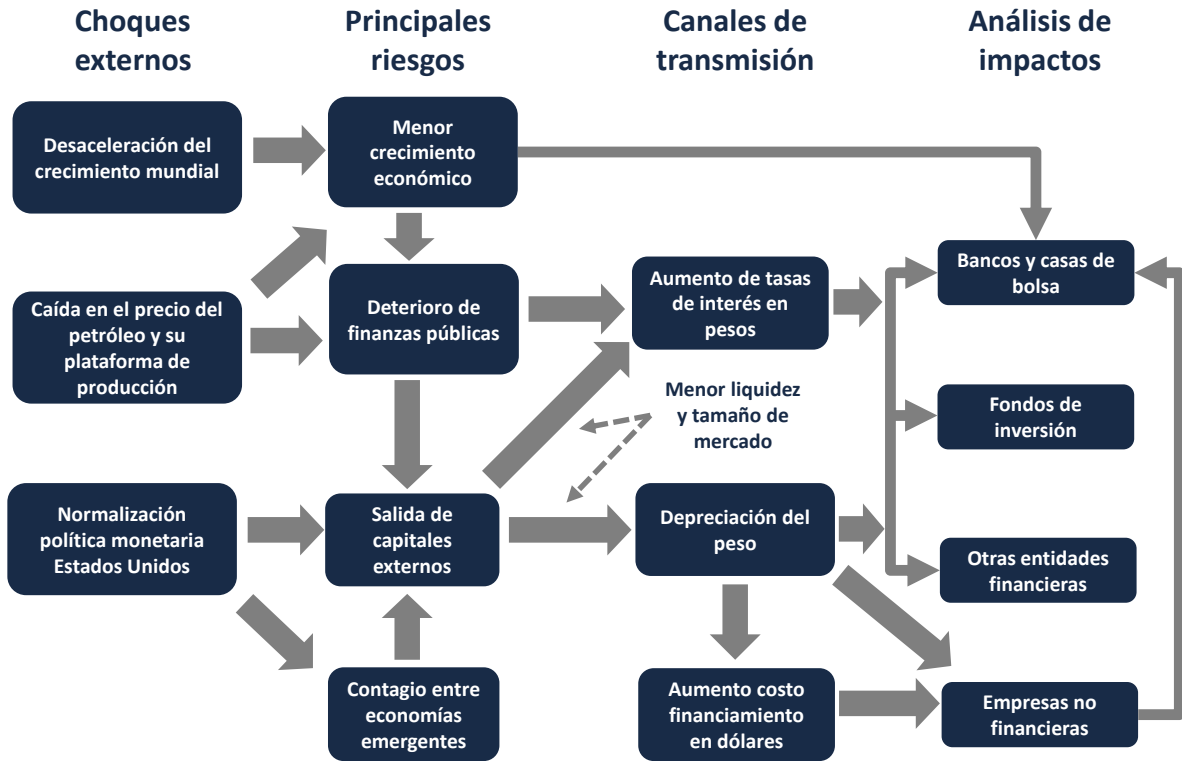 Choques
externos
Principales
riesgos
Canales de
transmisión
Análisis de
impactos
Desaceleración del
crecimiento mundial
Menor
crecimiento
económico
Caída en el precio del
petróleo y su
plataforma de
producción
Deterioro de
finanzas públicas
Aumento de tasas
de interés en
pesos
Bancos y casas de
bolsa
Menor liquidez
y tamaño de
mercado
Fondos de
inversión
Normalización
política monetaria
Estados Unidos
Salida de
capitales
externos
Depreciación del
peso
Otras entidades
financieras
Contagio entre
economías
emergentes
Aumento costo
financiamiento
en dólares
Empresas no
financieras